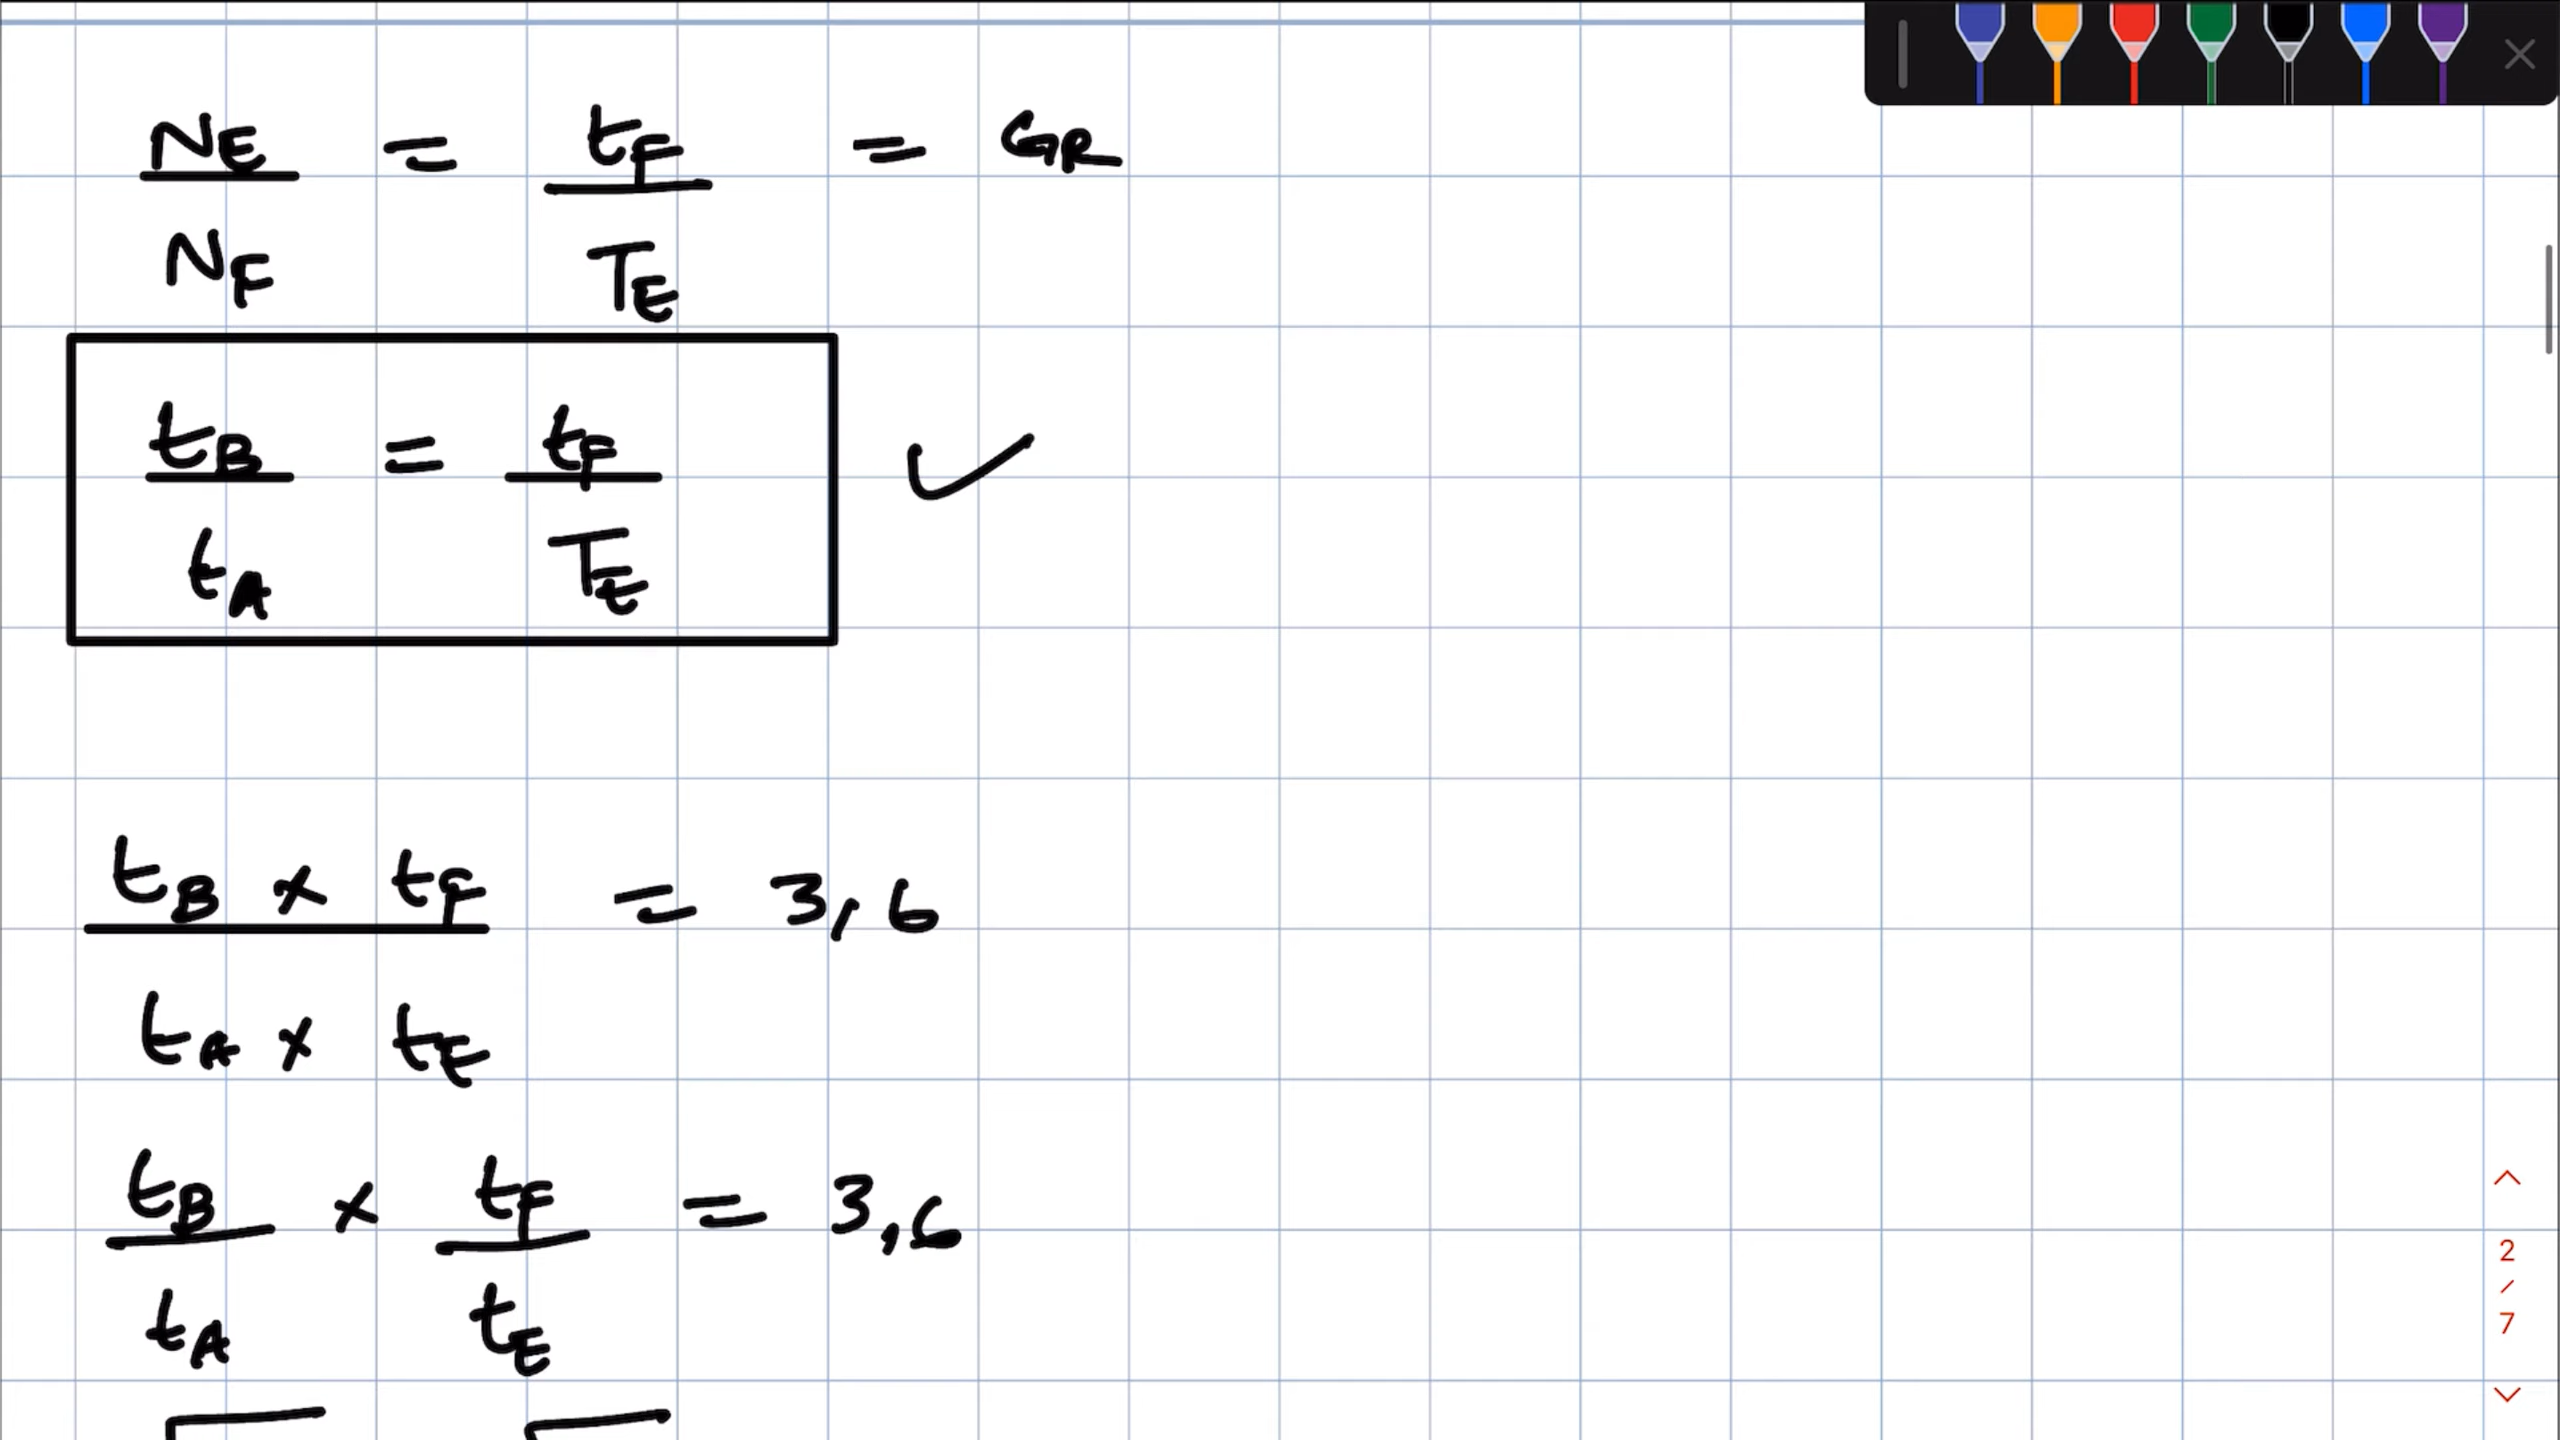 NE = tF = GR
NF TE
tB = tF
tA TE
tB x tF = 3,6
tA x tE
tB x tF = 3,6
tA tE
2
/
7